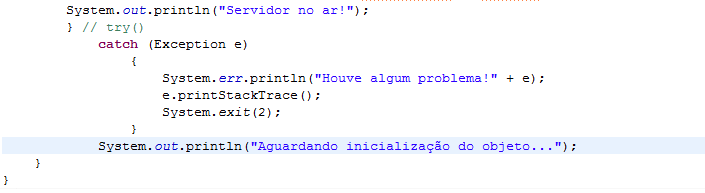 System.out.println("Servidor no ar!");
} // try()
catch (Exception e)
{
System.err.println("Houve algum problema!" + e);
e.printStackTrace();
System.exit(2);
}
System.out.println("Aguardando inicialização do objeto...");
}
}